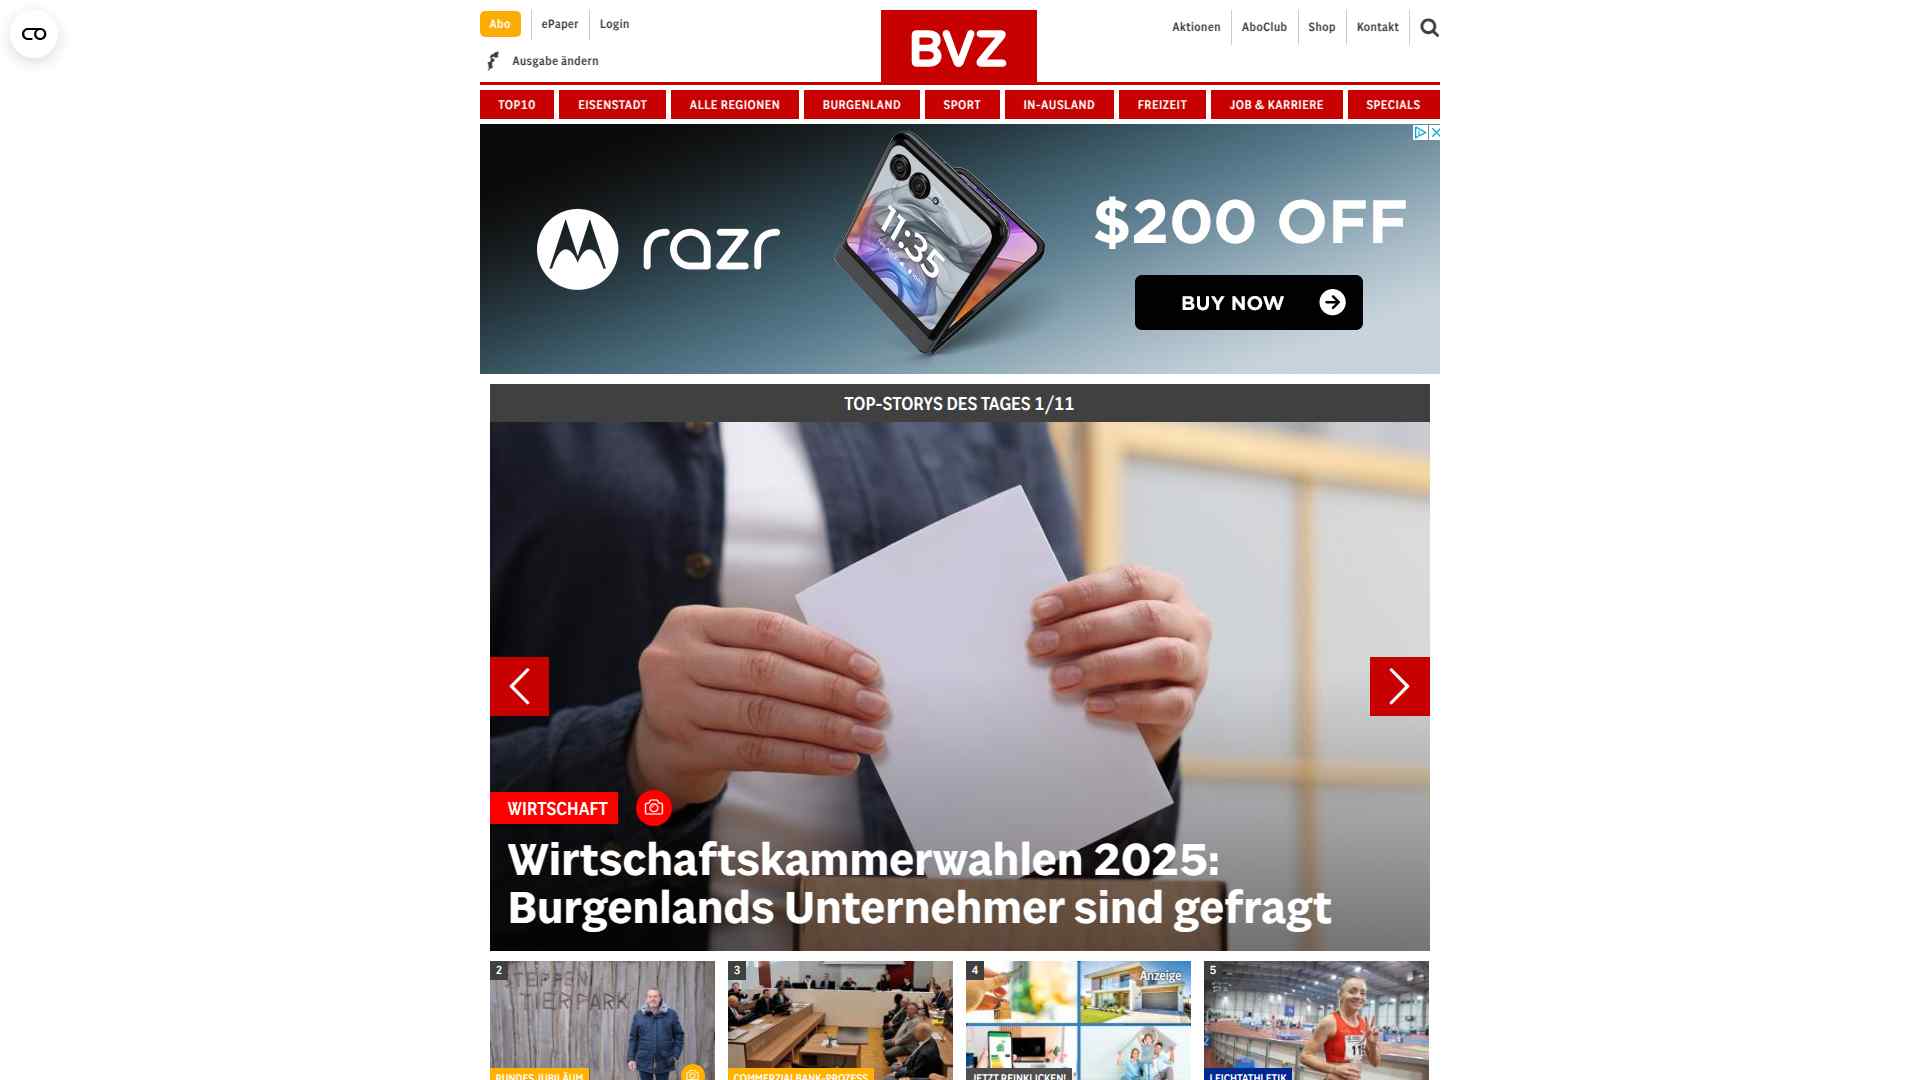 Abo
ePaper
Login
BVZ
Aktionen
AboClub
Shop
Kontakt
Ausgabe ändern
TOP10
EISENSTADT
ALLE REGIONEN
BURGENLAND
SPORT
IN-AUSLAND
FREIZEIT
JOB & KARRIERE
SPECIALS
razr
11:35
$200 OFF
BUY NOW
TOP-STORYS DES TAGES 1/11
WIRTSCHAFT
Wirtschaftskammerwahlen 2025:
Burgenlands Unternehmer sind gefragt
2
STEPPEN
TIERPARK
3
4
Anzeige
5
RUNDES JUBILÄUM
COMMERZIALBANK-PROZESS
JETZT REINKLICKEN!
LEICHTATHLETIK